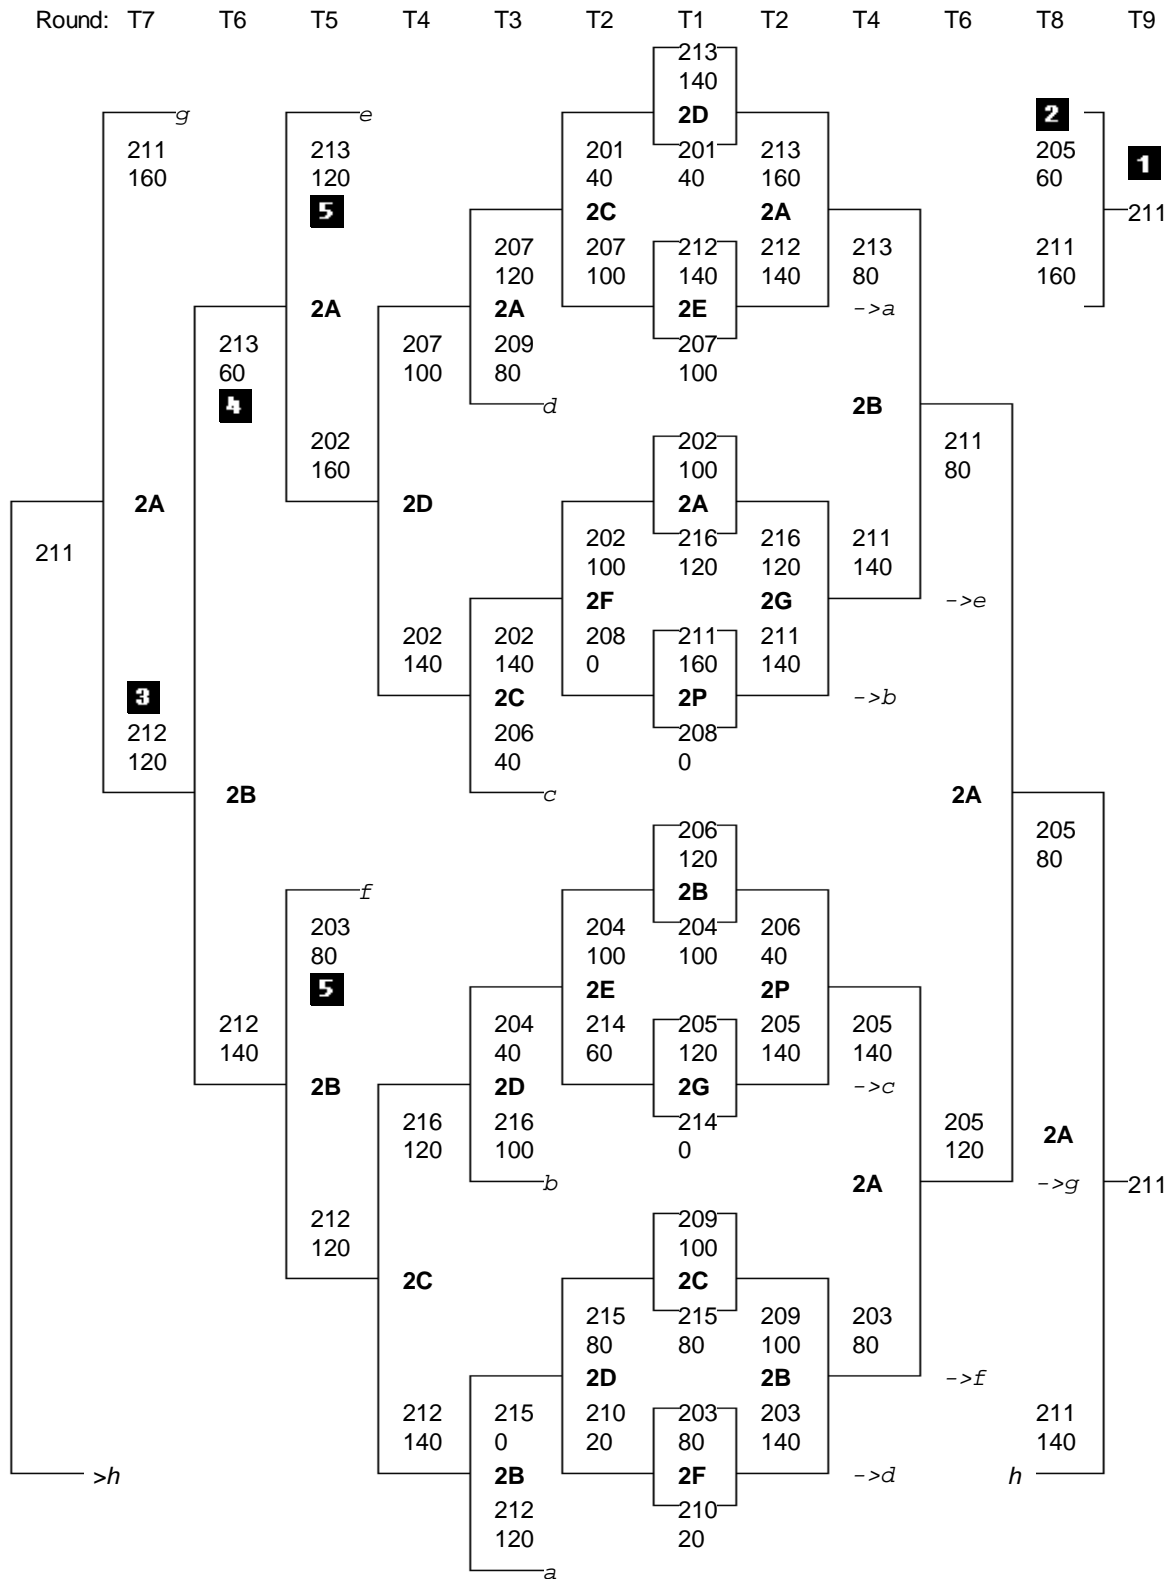 Round: T7 T6 T5 T4 T3 T2 T1 T2 T4 T6 T8 T9
213
140
g e 2D 2
211 213 201 201 213 205 1
160 120 40 40 160 60
5 2C 2A 211
207 207 212 212 213 211
120 100 140 140 80 160
2A 2A 2E ->a
213 207 209 207
60 100 80 100
4 d 2B
202 202 211
160 100 80
2A 2D 2A
211 202 216 216 211
100 120 120 140
2F 2G ->e
202 202 208 211 211
140 140 0 160 140
3 2C 2P ->b
212 206 208
120 40 0
2B c 2A
206 205
120 80
f 2B
203 204 204 206
80 100 100 40
5 2E 2P
212 204 214 205 205 205
140 40 60 120 140 140
2B 2D 2G ->c
216 216 214 205 2A
120 100 0 120
b 2A ->g 211
212 209
120 100
2C 2C
215 215 209 203
80 80 100 80
2D 2B ->f
212 215 210 203 203 211
140 0 20 80 140 140
>h 2B 2F ->d h
212 210
120 20
a